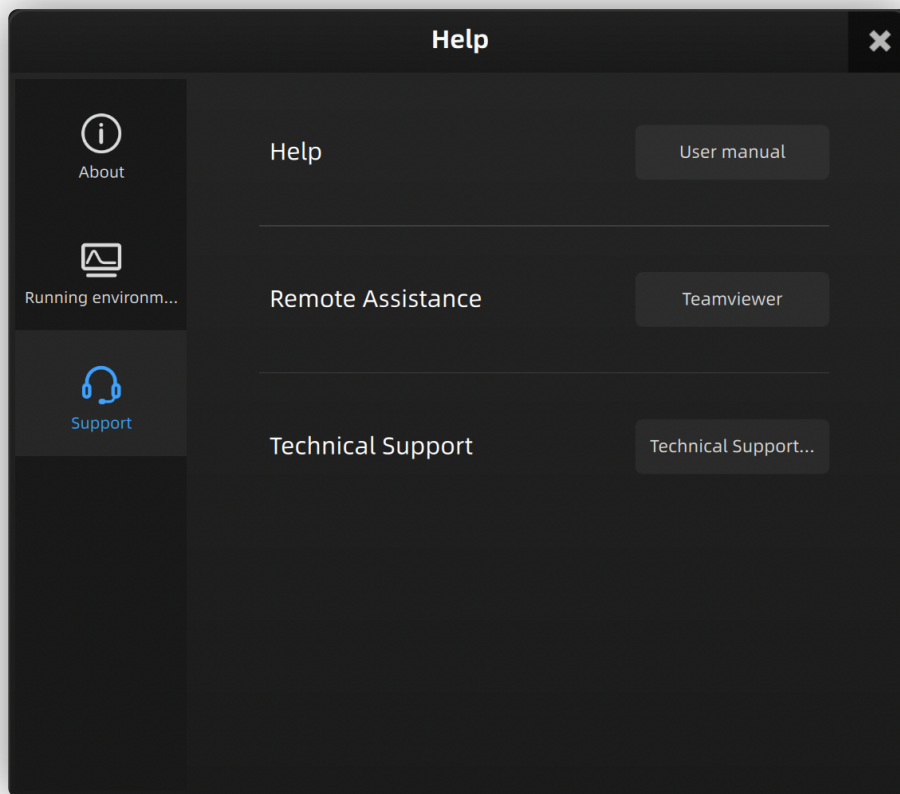 Help
About
Running environm...
Support
Help
User manual
Remote Assistance
Teamviewer
Technical Support
Technical Support...